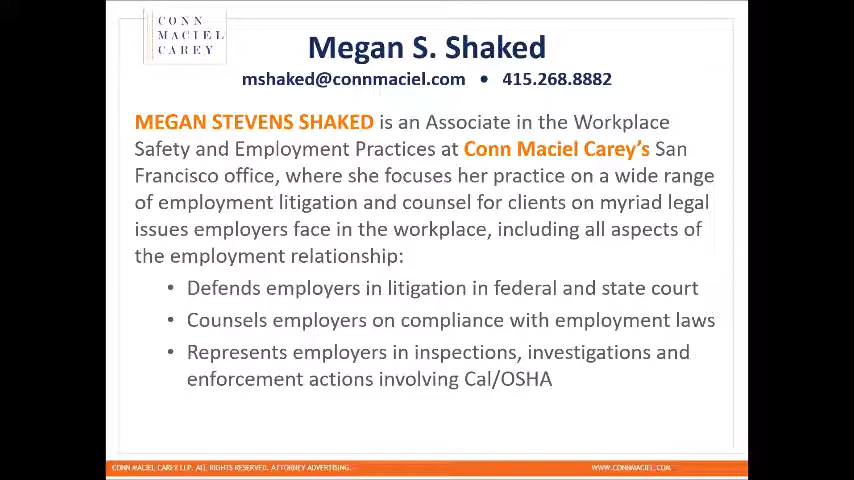 CONN
MACIEL
CAREY
Megan S. Shaked
mshaked@connmaciel.com • 415.268.8882
MEGAN STEVENS SHAKED is an Associate in the Workplace
Safety and Employment Practices at Conn Maciel Carey's San
Francisco office, where she focuses her practice on a wide range
of employment litigation and counsel for clients on myriad legal
issues employers face in the workplace, including all aspects of
the employment relationship:
• Defends employers in litigation in federal and state court
• Counsels employers on compliance with employment laws
• Represents employers in inspections, investigations and
enforcement actions involving Cal/OSHA
CONN MACIEL CAREY LLP. ALL RIGHTS RESERVED. ATTORNEY ADVERTISING.
WWW.CONNMACIEL.COM